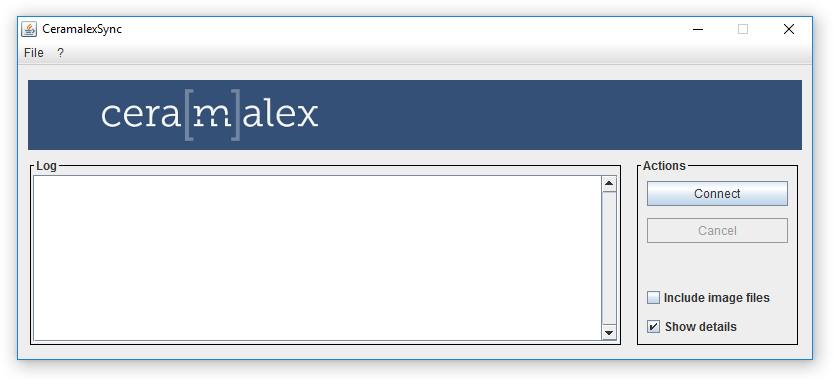 CeramalexSync
File ?
cera[m]alex
Log
Actions
Connect
Cancel
Include image files
Show details